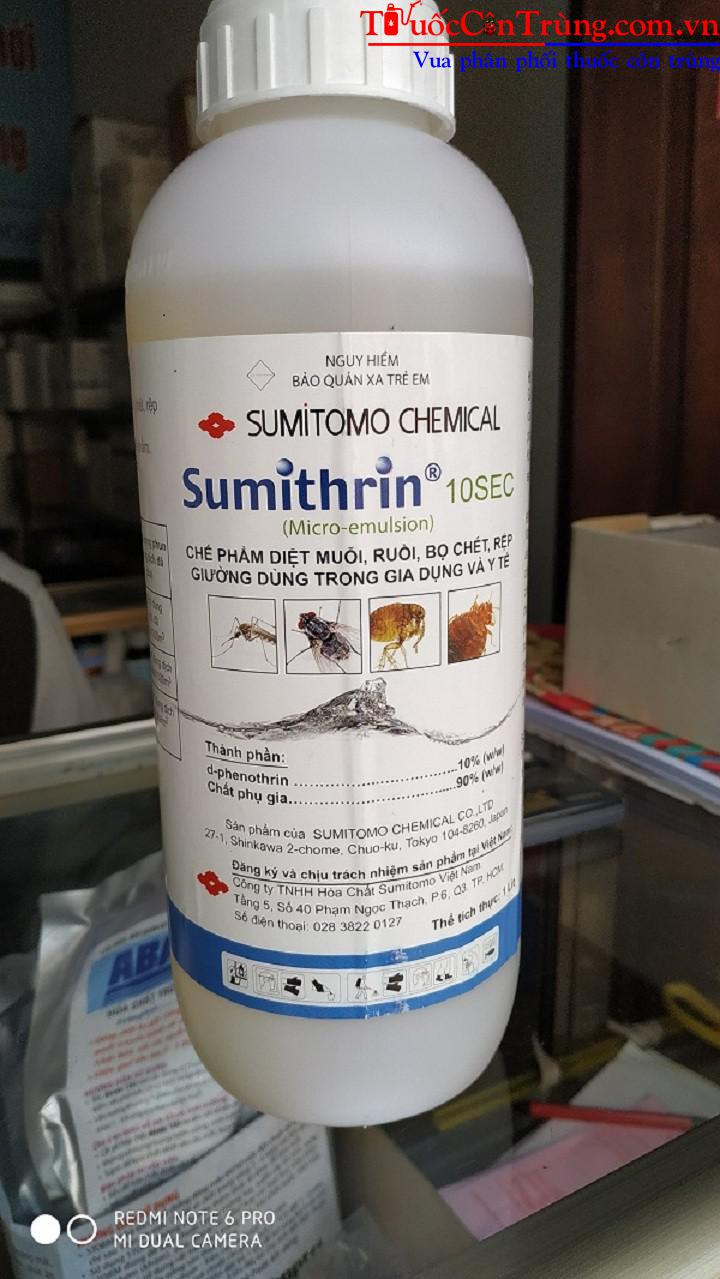 ThuốcCônTrùng.com.vn
Vua phân phối thuốc côn trùng
NGUY HIỂM
BẢO QUẢN XA TRẺ EM
SUMITOMO CHEMICAL
Sumithrin® 10SEC
(Micro-emulsion)
CHẾ PHẨM DIỆT MUỖI, RUỒI, BỌ CHÉT, RỆP
GIƯỜNG DÙNG TRONG GIA DỤNG VÀ Y TẾ
Thành phần:
d-phenothrin ........................................10% (w/w)
Chất phụ gia........................................90% (w/w)
Sản phẩm của SUMITOMO CHEMICAL CO.,LTD
27-1, Shinkawa 2-chome, Chuo-ku, Tokyo 104-8260, Japan
Đăng ký và chịu trách nhiệm sản phẩm tại Việt Nam:
Công ty TNHH Hóa Chất Sumitomo Việt Nam
Tầng 5, Số 40 Phạm Ngọc Thạch, P.6, Q3. TP. HCM
Số điện thoại: 028 3822 0127
Thể tích thực: 1 Lít
ABA
REDMI NOTE 6 PRO
MI DUAL CAMERA